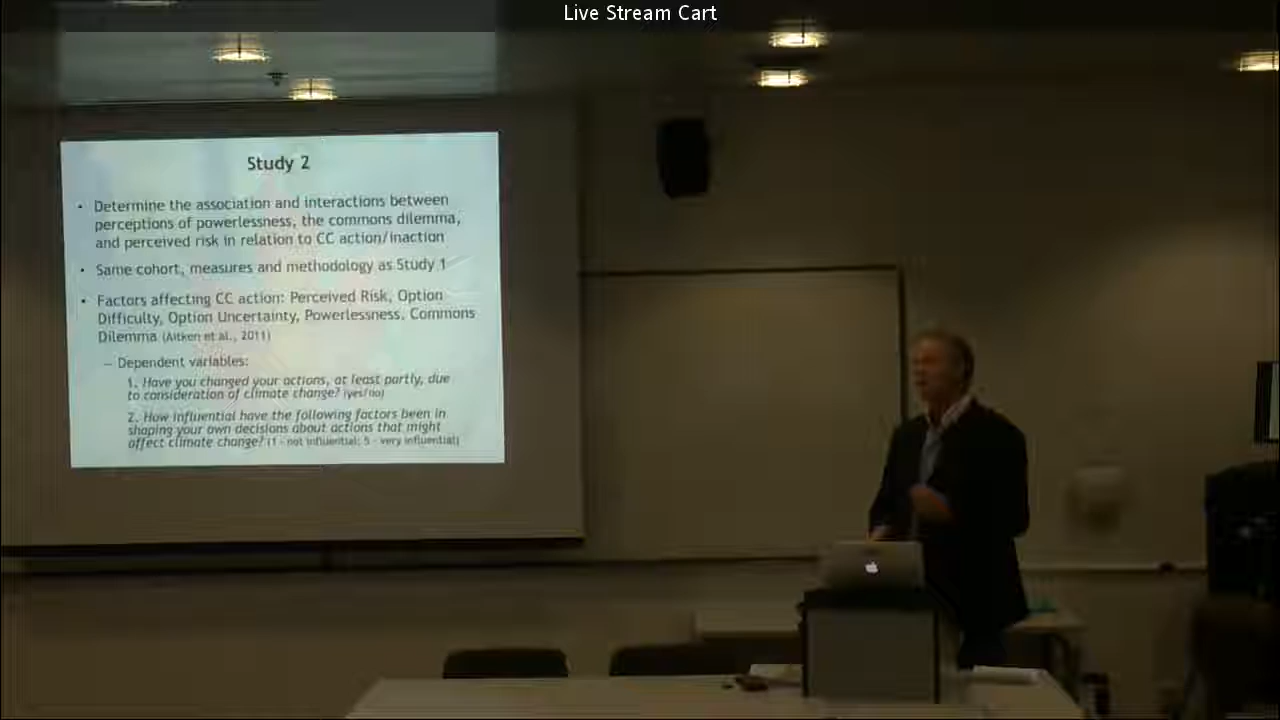 Live Stream Cart
Study 2
• Determine the association and interactions between
perceptions of powerlessness, the commons dilemma,
and perceived risk in relation to CC action/inaction
• Same cohort, measures and methodology as Study 1
• Factors affecting CC action: Perceived Risk, Option
Difficulty, Option Uncertainty, Powerlessness, Commons
Dilemma (Aitken et al., 2011)
– Dependent variables:
1. Have you changed your actions, at least partly, due
to consideration of climate change? (yes/no)
2. How influential have the following factors been in
shaping your own decisions about actions that might
affect climate change? (1 - not influential; 5 - very influential)